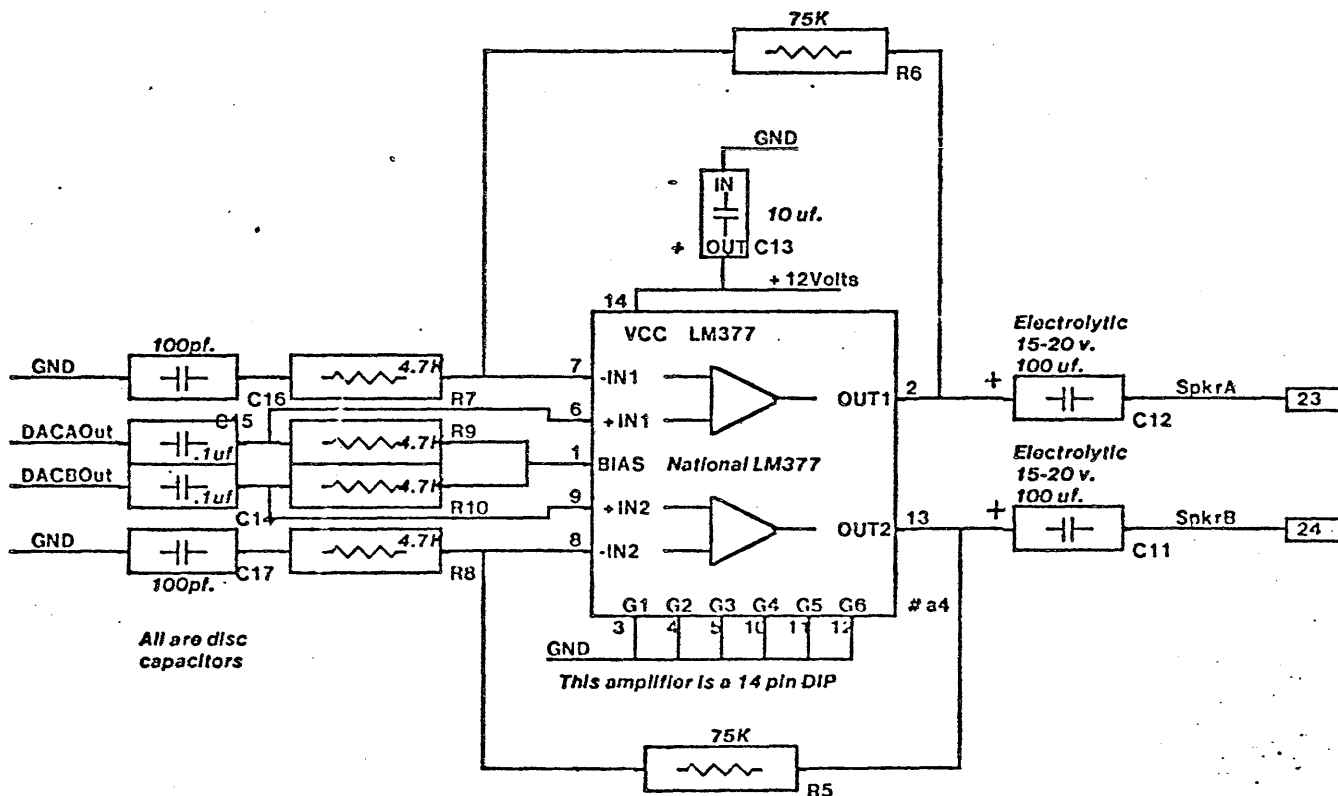 75K
R6
GND
IN
10 uf.
OUT C13
+
-
+ 12Volts
14
VCC LM377
100pf.
GND
4.7K
C16
R7
7
-IN1
6
+IN1
C15
DACAOut
.1uf
4.7K
R9
1
BIAS
National LM377
DACBOut
.1uf
4.7K
C14
R10
9
+IN2
GND
100pf.
C17
4.7K
R8
8
-IN2
OUT1
2
Electrolytic
15-20 v.
100 uf.
+
C12
SpkrA
23
OUT2
13
Electrolytic
15-20 v.
100 uf.
+
C11
SpkrB
24
G1 G2 G3 G4 G5 G6
3 4 5 10 11 12
# a4
GND
This amplifier is a 14 pin DIP
All are disc
capacitors
75K
R5